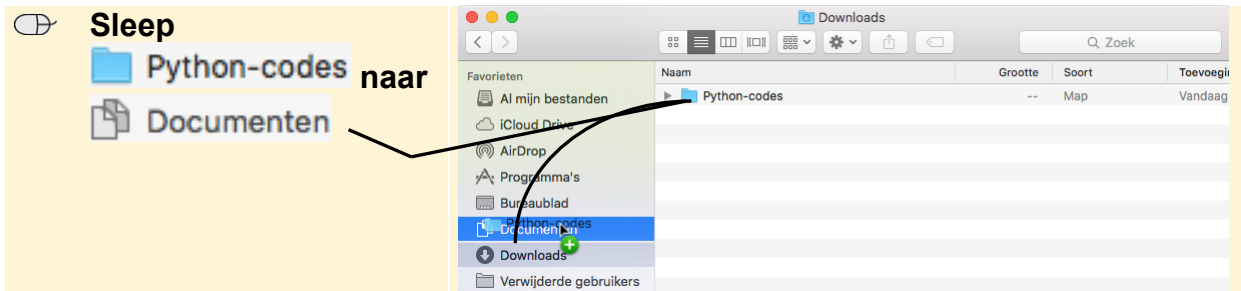 Sleep
Python-codes naar
Documenten
Downloads
Zoek
Favorieten
Naam Grootte Soort Toevoegin
Al mijn bestanden
Python-codes -- Map Vandaag
iCloud Drive
AirDrop
Programma's
Bureaublad
Python-codes
Documenten
Downloads
Verwijderde gebruikers